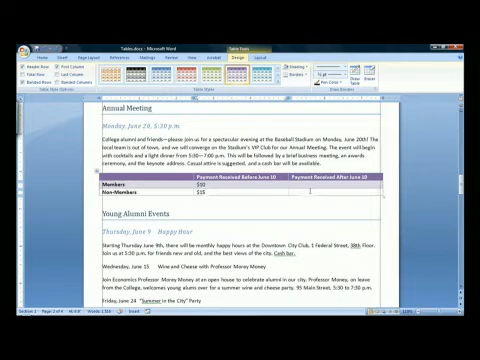 Tables.docx - Microsoft Word
Table Tools
Home Insert Page Layout References Mailings Review View Acrobat Design Layout
Header Row First Column
Total Row Last Column
Banded Rows Banded Columns
Shading
Borders
½ pt
Pen Color
Draw Table
Eraser
Table Style Options
Table Styles
Draw Borders
Annual Meeting
Monday, June 20, 5:30 p.m.
College alumni and friends—please join us for a spectacular evening at the Baseball Stadium on Monday, June 20th! The
local team is out of town, and we will converge on the Stadium's VIP Club for our Annual Meeting. The event will begin
with cocktails and a light dinner from 5:30—7:00 p.m. This will be followed by a brief business meeting, an awards
ceremony, and the keynote address. Casual attire is suggested, and a cash bar will be available.
Payment Received Before June 10 Payment Received After June 10
Members $10
Non-Members $15
Young Alumni Events
Thursday, June 9 Happy Hour
Starting Thursday, June 9th, there will be monthly happy hours at the Downtown City Club, 1 Federal Street, 38th Floor.
Join us at 5:30 p.m. for friends new and old, and the best views of the city. Cash bar.
Wednesday, June 15 Wine and Cheese with Professor Morey Money
Join Economics Professor Morey Money at an open house to celebrate alumni in our city. Professor Money, on leave
from the College, welcomes young alums over for a summer wine and cheese party. 95 Main Street, 5:30 to 7:30 p.m.
Friday, June 24 "Summer in the City" Party